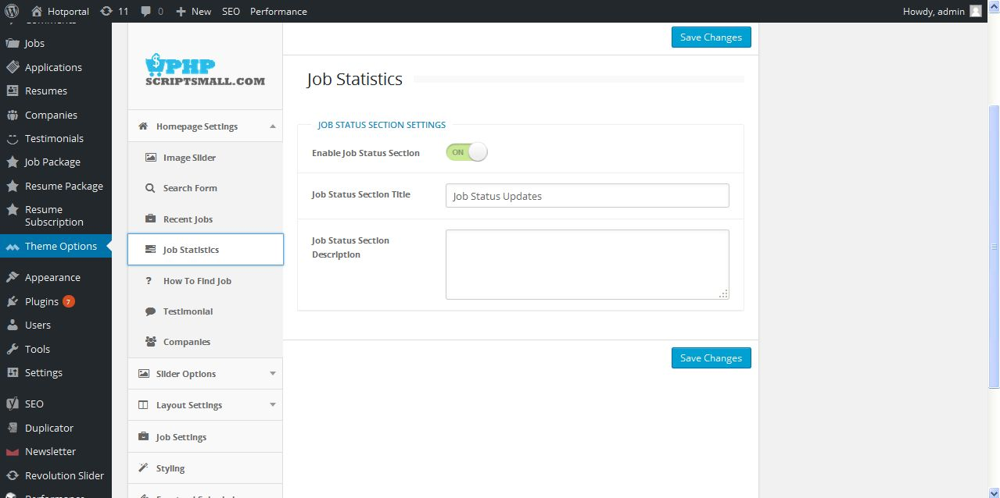 Hotportal
11
0
New
SEO
Performance
Howdy, admin
Comments
Jobs
Applications
Resumes
Companies
Testimonials
Job Package
Resume Package
Resume
Subscription
Theme Options
Appearance
Plugins 7
Users
Tools
Settings
SEO
Duplicator
Newsletter
Revolution Slider
Performance
PHP
SCRIPTSMALL.COM
Homepage Settings
Image Slider
Search Form
Recent Jobs
Job Statistics
How To Find Job
Testimonial
Companies
Slider Options
Layout Settings
Job Settings
Styling
Save Changes
Job Statistics
JOB STATUS SECTION SETTINGS
Enable Job Status Section
ON
Job Status Section Title
Job Status Updates
Job Status Section
Description
Save Changes